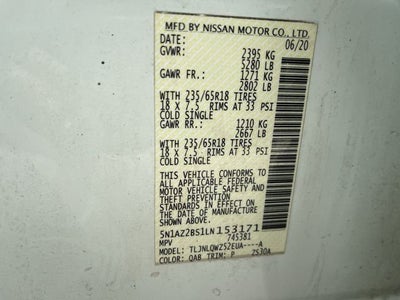 MFD BY NISSAN MOTOR CO., LTD.
DATE: 06/20
GVWR: 2395 KG
5280 LB
GAWR FR.: 1271 KG
2802 LB
WITH 235/65R18 TIRES
18 X 7.5 RIMS AT 33 PSI
COLD SINGLE
GAWR RR.: 1210 KG
2667 LB
WITH 235/65R18 TIRES
18 X 7.5 RIMS AT 33 PSI
COLD SINGLE
THIS VEHICLE CONFORMS TO
ALL APPLICABLE FEDERAL
MOTOR VEHICLE SAFETY
STANDARDS IN EFFECT ON
THE DATE OF MANUFACTURE
SHOWN ABOVE.
5N1AZ2BS1LN153171
MPV 745381
MODEL: TLJNLQWZ52EUA----A
COLOR: QAB TRIM: P